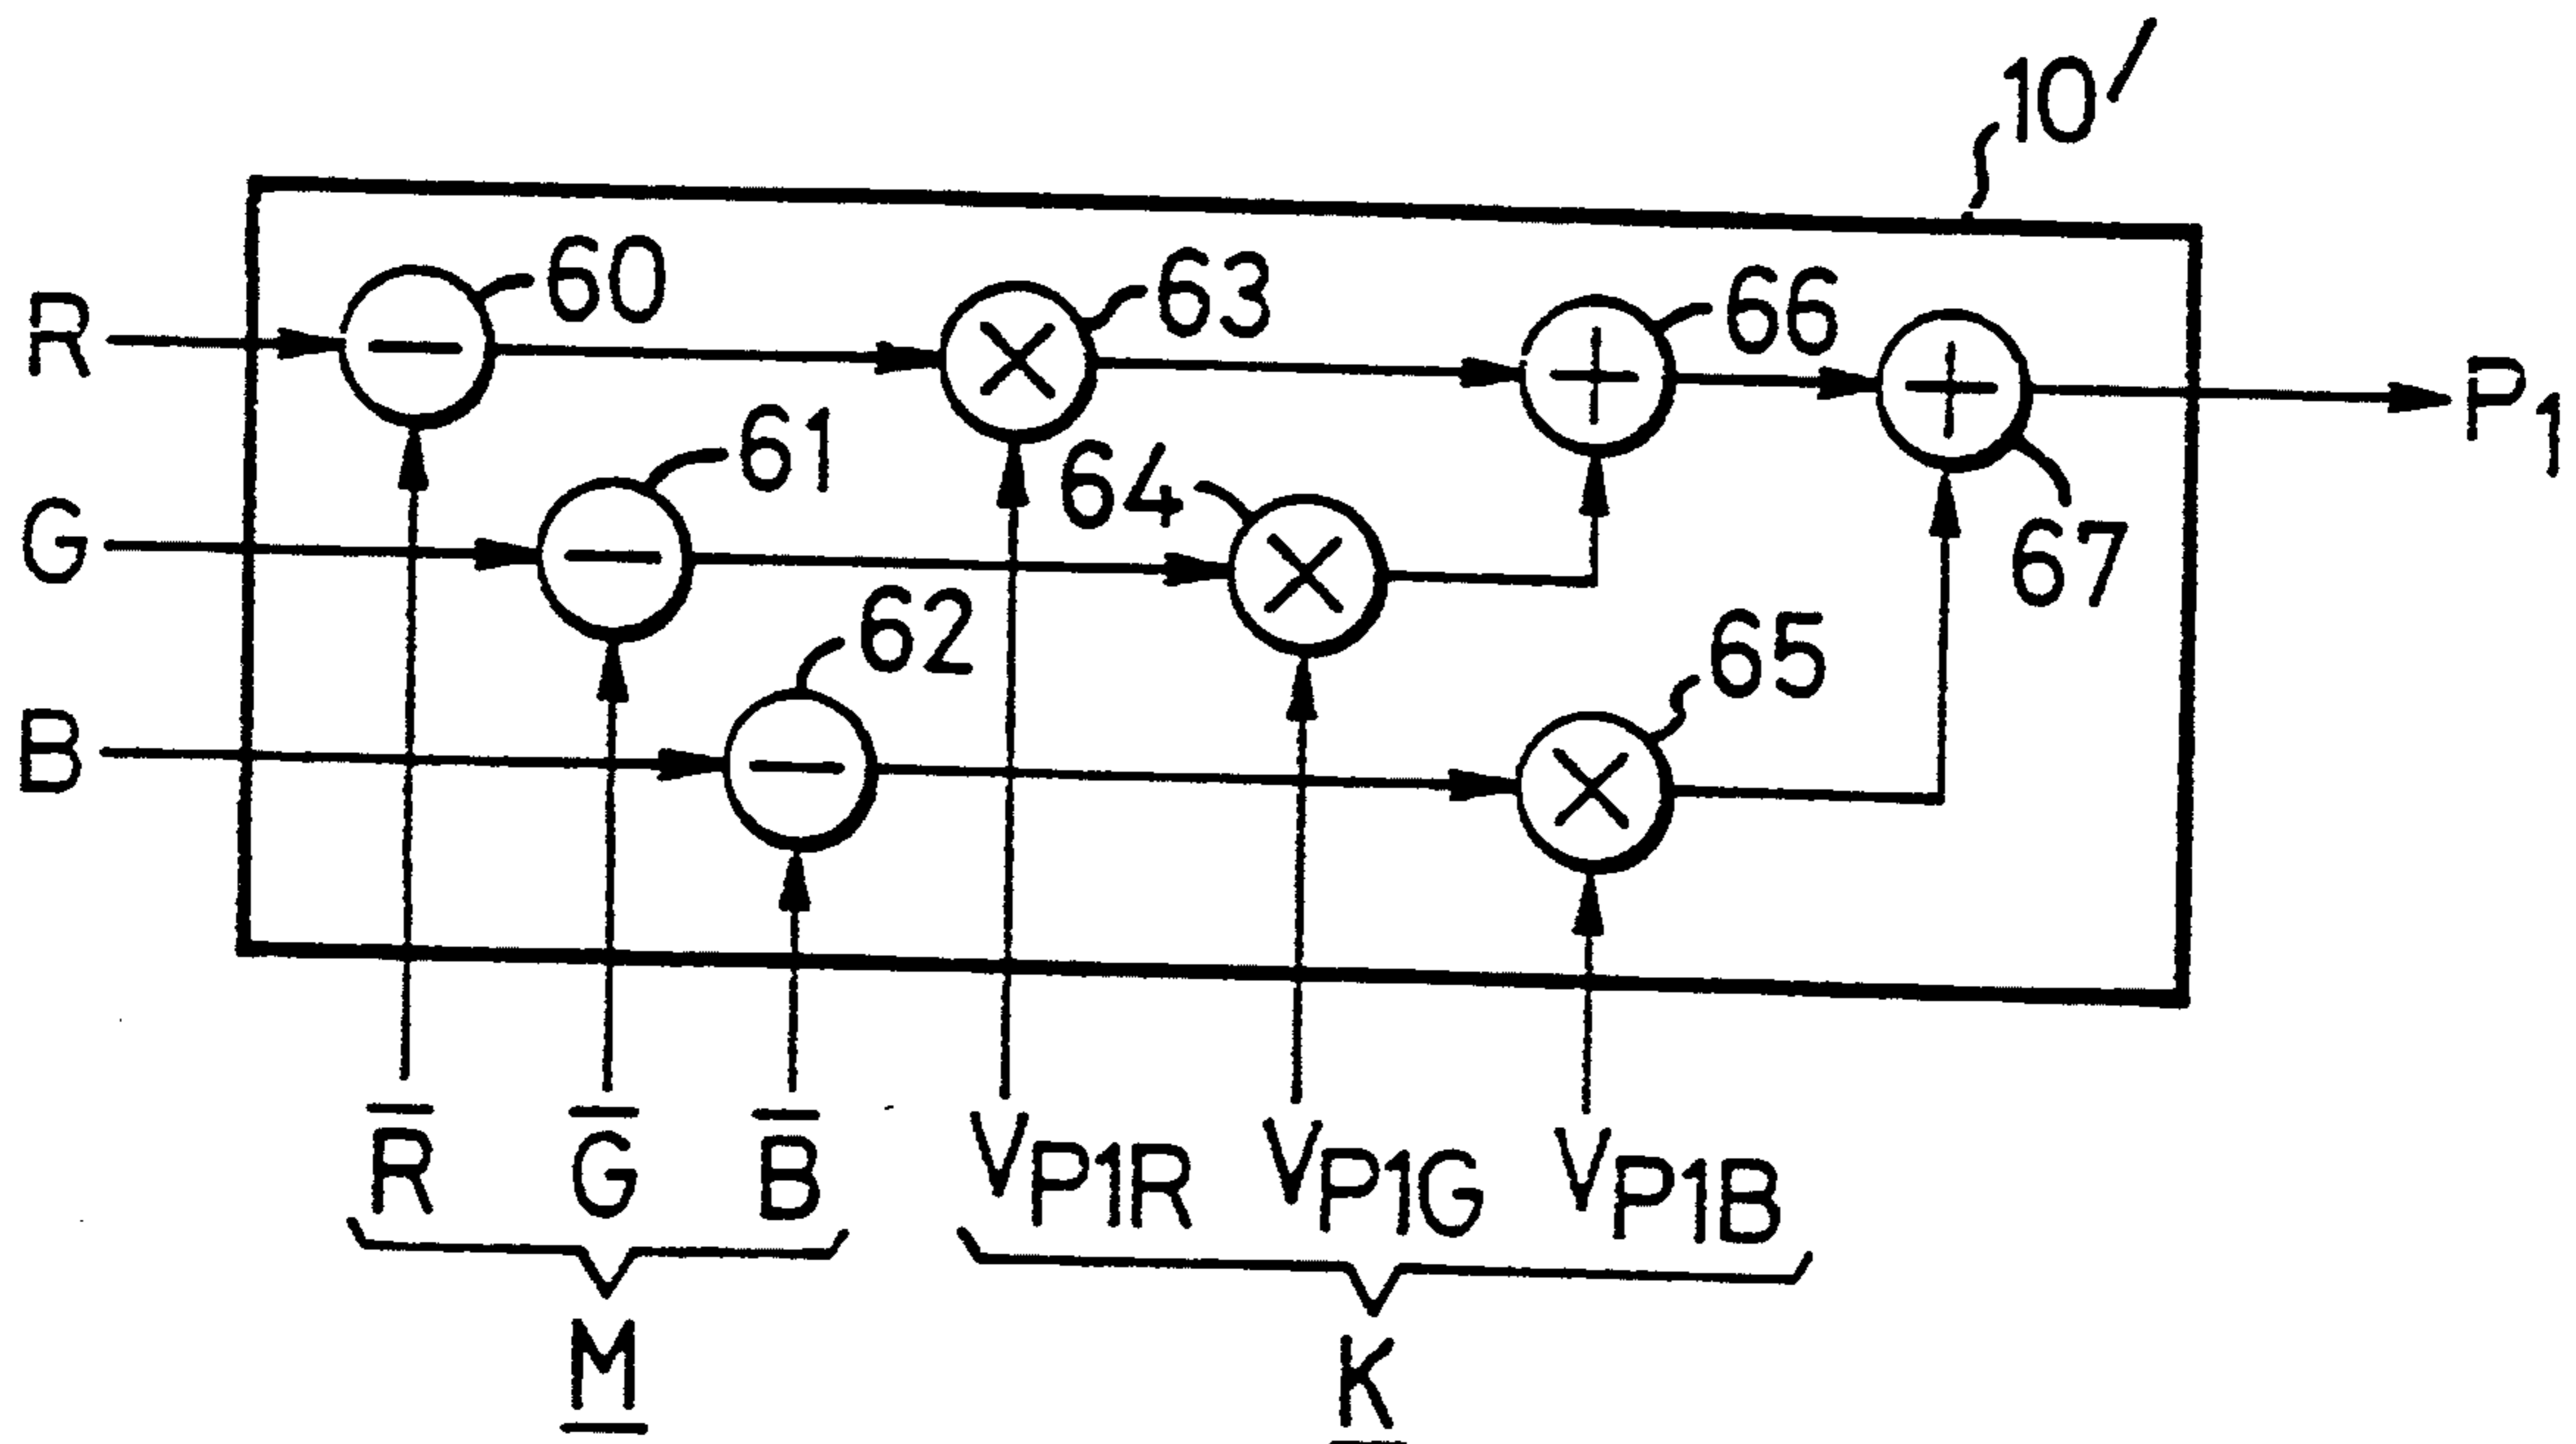 10'
R
60
63
66
P1
61
64
G
67
62
65
B
R̅ G̅ B̅ VP1R VP1G VP1B
M K